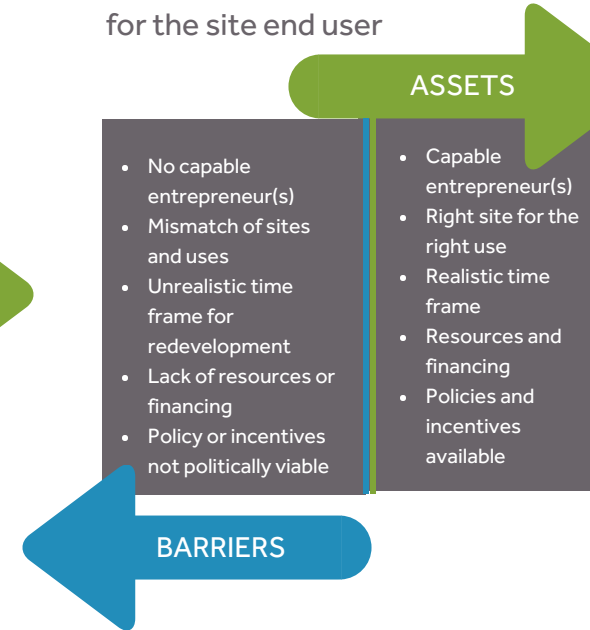 for the site end user
ASSETS
• No capable
entrepreneur(s)
• Mismatch of sites
and uses
• Unrealistic time
frame for
redevelopment
• Lack of resources or
financing
• Policy or incentives
not politically viable
• Capable
entrepreneur(s)
• Right site for the
right use
• Realistic time
frame
• Resources and
financing
• Policies and
incentives
available
BARRIERS